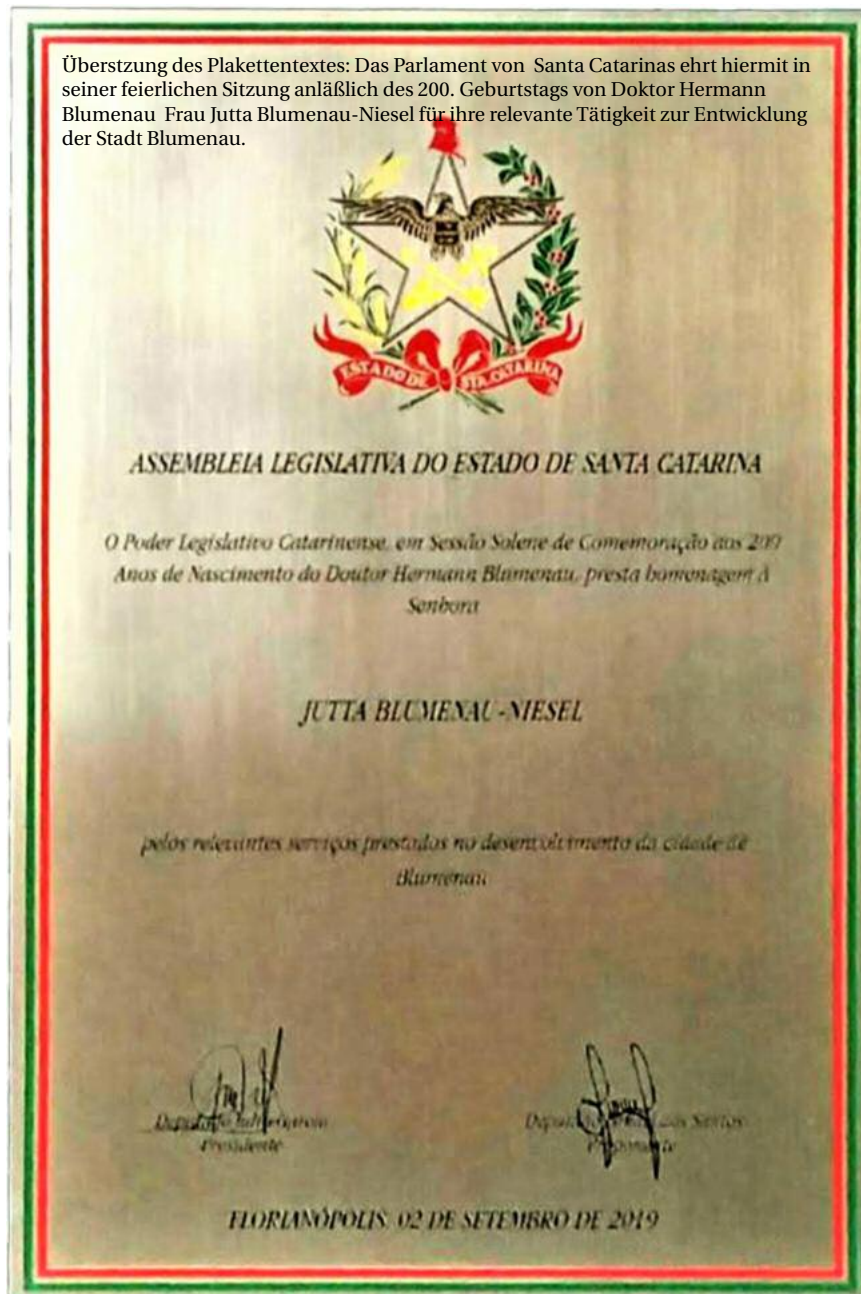 Überstzung des Plakettentextes: Das Parlament von Santa Catarinas ehrt hiermit in
seiner feierlichen Sitzung anläßlich des 200. Geburtstags von Doktor Hermann
Blumenau Frau Jutta Blumenau-Niesel für ihre relevante Tätigkeit zur Entwicklung
der Stadt Blumenau.
ESTADO DE STA. CATARINA
ASSEMBLEIA LEGISLATIVA DO ESTADO DE SANTA CATARINA
O Poder Legislativo Catarinense, em Sessão Solene de Comemoração aos 200
Anos de Nascimento do Doutor Hermann Blumenau, presta homenagem à
Senhora
JUTTA BLUMENAU-NIESEL
pelos relevantes serviços prestados no desenvolvimento da cidade de
Blumenau
Deputado
Presidente
dos Santos
Proponente
FLORIANÓPOLIS, 02 DE SETEMBRO DE 2019